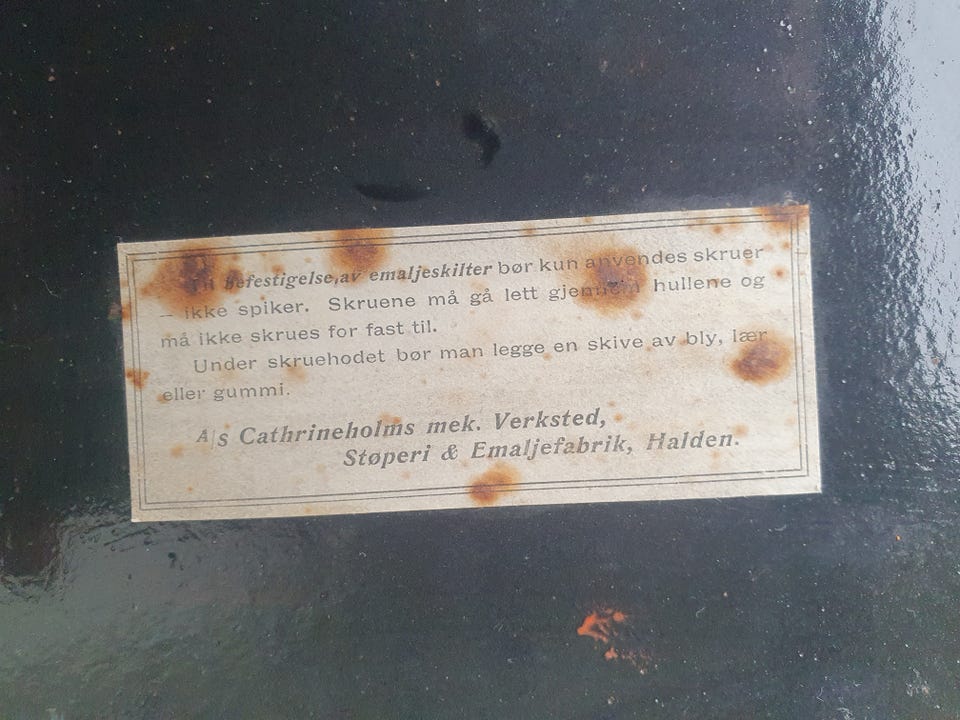 Til Befestigelse av emaljeskilter bør kun anvendes skruer
— ikke spiker. Skruene må gå lett gjennem hullene og
må ikke skrues for fast til.
Under skruehodet bør man legge en skive av bly, lær
eller gummi.
A/s Cathrineholms mek. Verksted,
Støperi & Emaljefabrik, Halden.